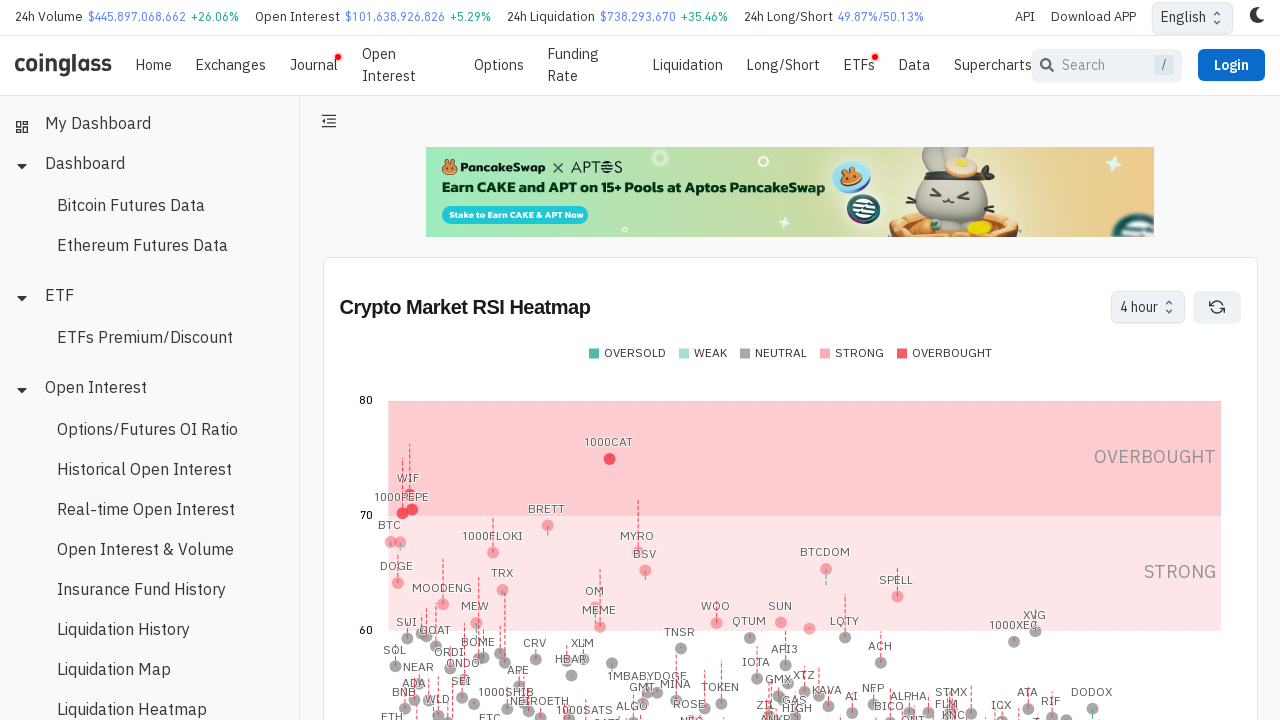 24h Volume $445,897,068,662 +26.06% Open Interest $101,638,926,826 +5.29% 24h Liquidation $738,293,670 +35.46% 24h Long/Short 49.87%/50.13% API Download APP English
coinglass Home Exchanges Journal Open Interest Options Funding Rate Liquidation Long/Short ETFs Data Supercharts Search / Login
My Dashboard
Dashboard
Bitcoin Futures Data
Ethereum Futures Data
ETF
ETFs Premium/Discount
Open Interest
Options/Futures OI Ratio
Historical Open Interest
Real-time Open Interest
Open Interest & Volume
Insurance Fund History
Liquidation History
Liquidation Map
Liquidation Heatmap
PancakeSwap X APTOS
Earn CAKE and APT on 15+ Pools at Aptos PancakeSwap
Stake to Earn CAKE & APT Now
Crypto Market RSI Heatmap
4 hour
OVERSOLD WEAK NEUTRAL STRONG OVERBOUGHT
80
1000CAT
OVERBOUGHT
WIF
1000PEPE
BRETT
70
BTC
1000FLOKI
MYRO
BSV
BTCDOM
DOGE
TRX
STRONG
SPELL
MOODENG
OM
MEW
MEME
WOO
SUN
XVG
SUI
QTUM
LQTY
1000XEC
60
GOAT
TNSR
BOME
CRV
XLM
API3
ACH
SOL
ORDI
HBAR
ONDO
IOTA
NEAR
APE
1MBABYDOGE
GMX
XTZ
ADA
SEI
GMT
MINA
TOKEN
KAVA
NFP
BNB
1000SHIB
STMX
ATA
DODOX
WLD
NEIROETH
ALGO
ROSE
ZIL
GAS
AI
ALPHA
RIF
1000SATS
HIGH
BICO
FLM
IGX
ETH
ETC